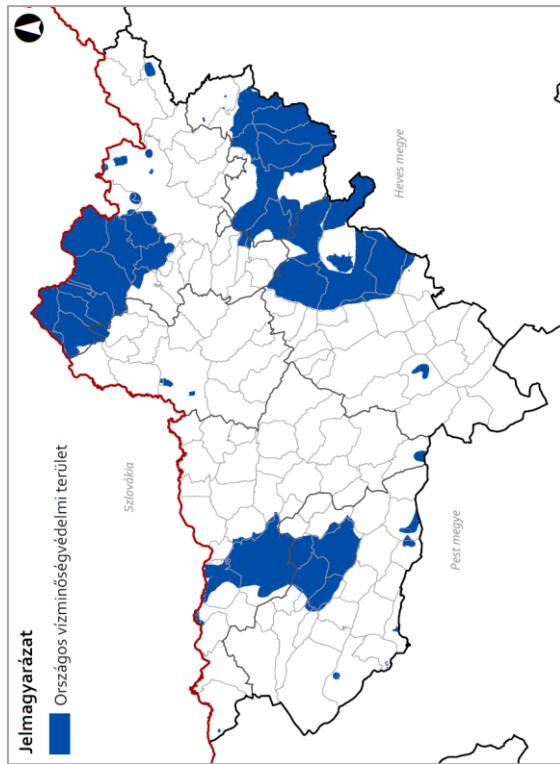 Jelmagyarázat
Országos vízminőségvédelmi terület
Szlovákia
Heves megye
Pest megye